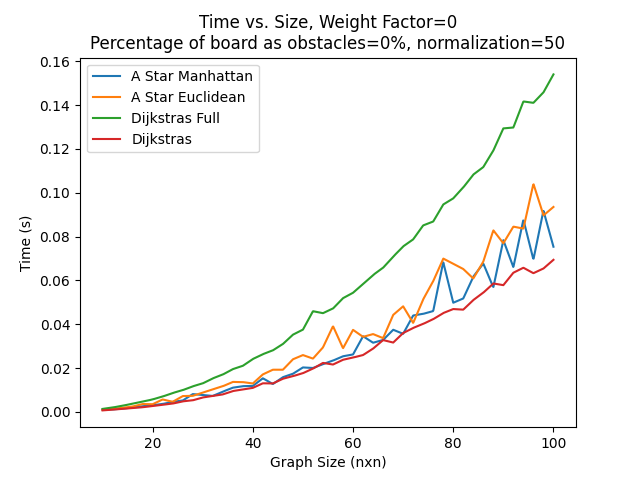 Time vs. Size, Weight Factor=0
Percentage of board as obstacles=0%, normalization=50
0.16
0.14
0.12
0.10
0.08
0.06
0.04
0.02
0.00
Time (s)
A Star Manhattan
A Star Euclidean
Dijkstras Full
Dijkstras
20 40 60 80 100
Graph Size (nxn)